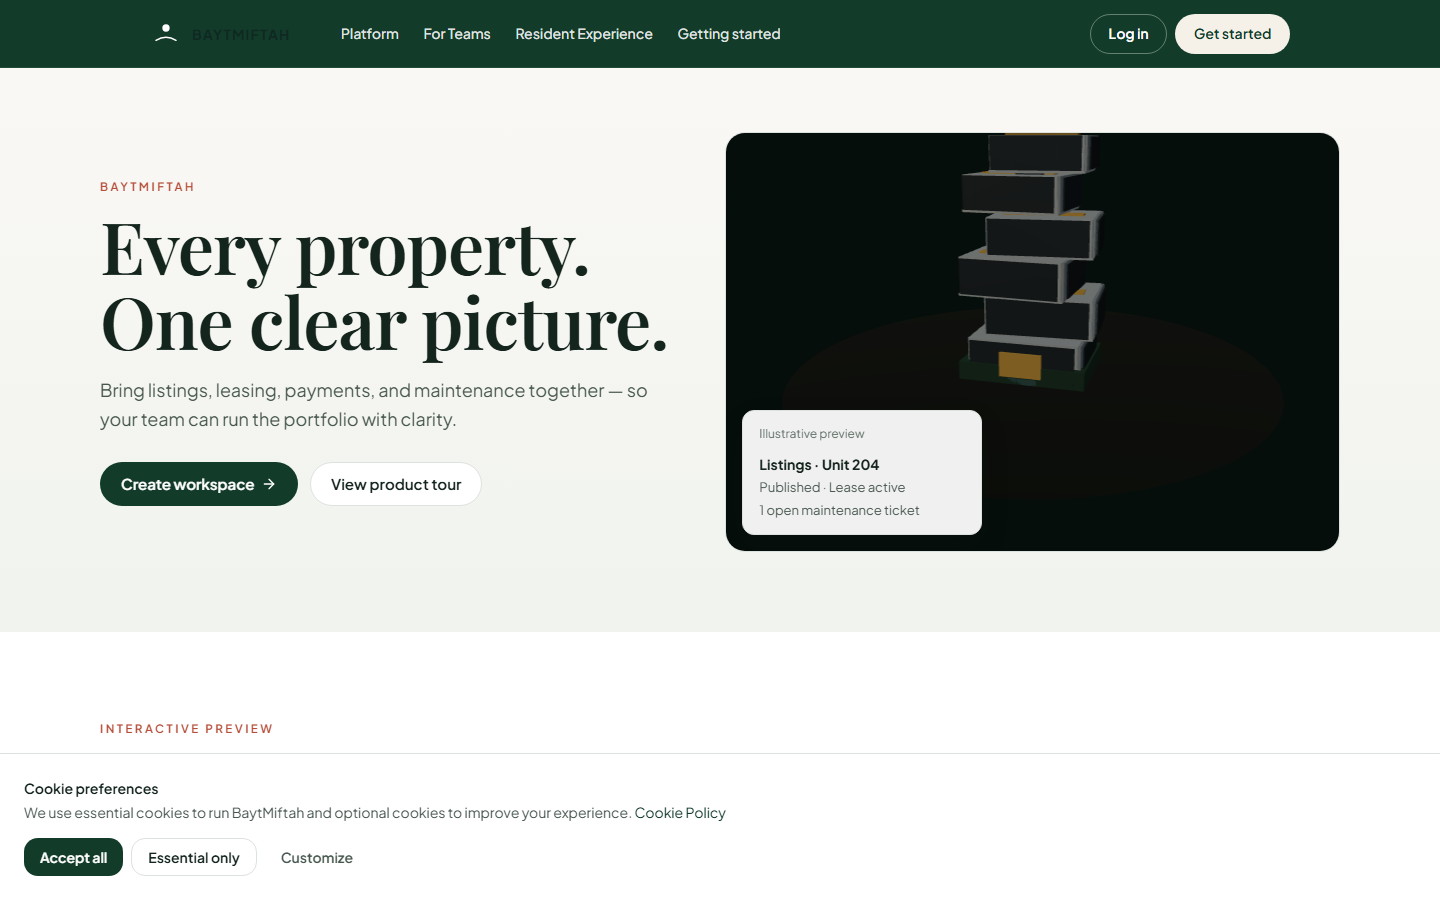 BAYTMIFTAH
Platform
For Teams
Resident Experience
Getting started
Log in
Get started
BAYTMIFTAH
Every property.
One clear picture.
Bring listings, leasing, payments, and maintenance together — so
your team can run the portfolio with clarity.
Create workspace →
View product tour
Illustrative preview
Listings · Unit 204
Published · Lease active
1 open maintenance ticket
INTERACTIVE PREVIEW
Cookie preferences
We use essential cookies to run BaytMiftah and optional cookies to improve your experience. Cookie Policy
Accept all
Essential only
Customize